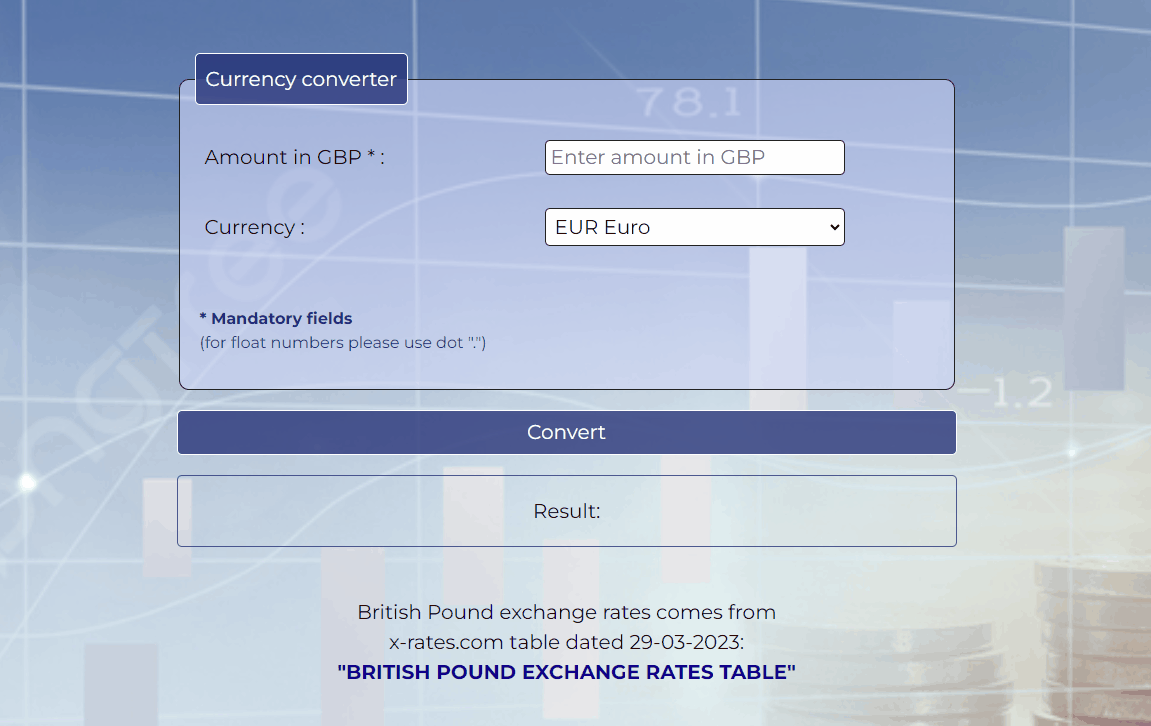 Currency converter
78.1
Amount in GBP * :
Enter amount in GBP
Currency :
EUR Euro
* Mandatory fields
(for float numbers please use dot ".")
-1.2
Convert
Result:
British Pound exchange rates comes from
x-rates.com table dated 29-03-2023:
"BRITISH POUND EXCHANGE RATES TABLE"